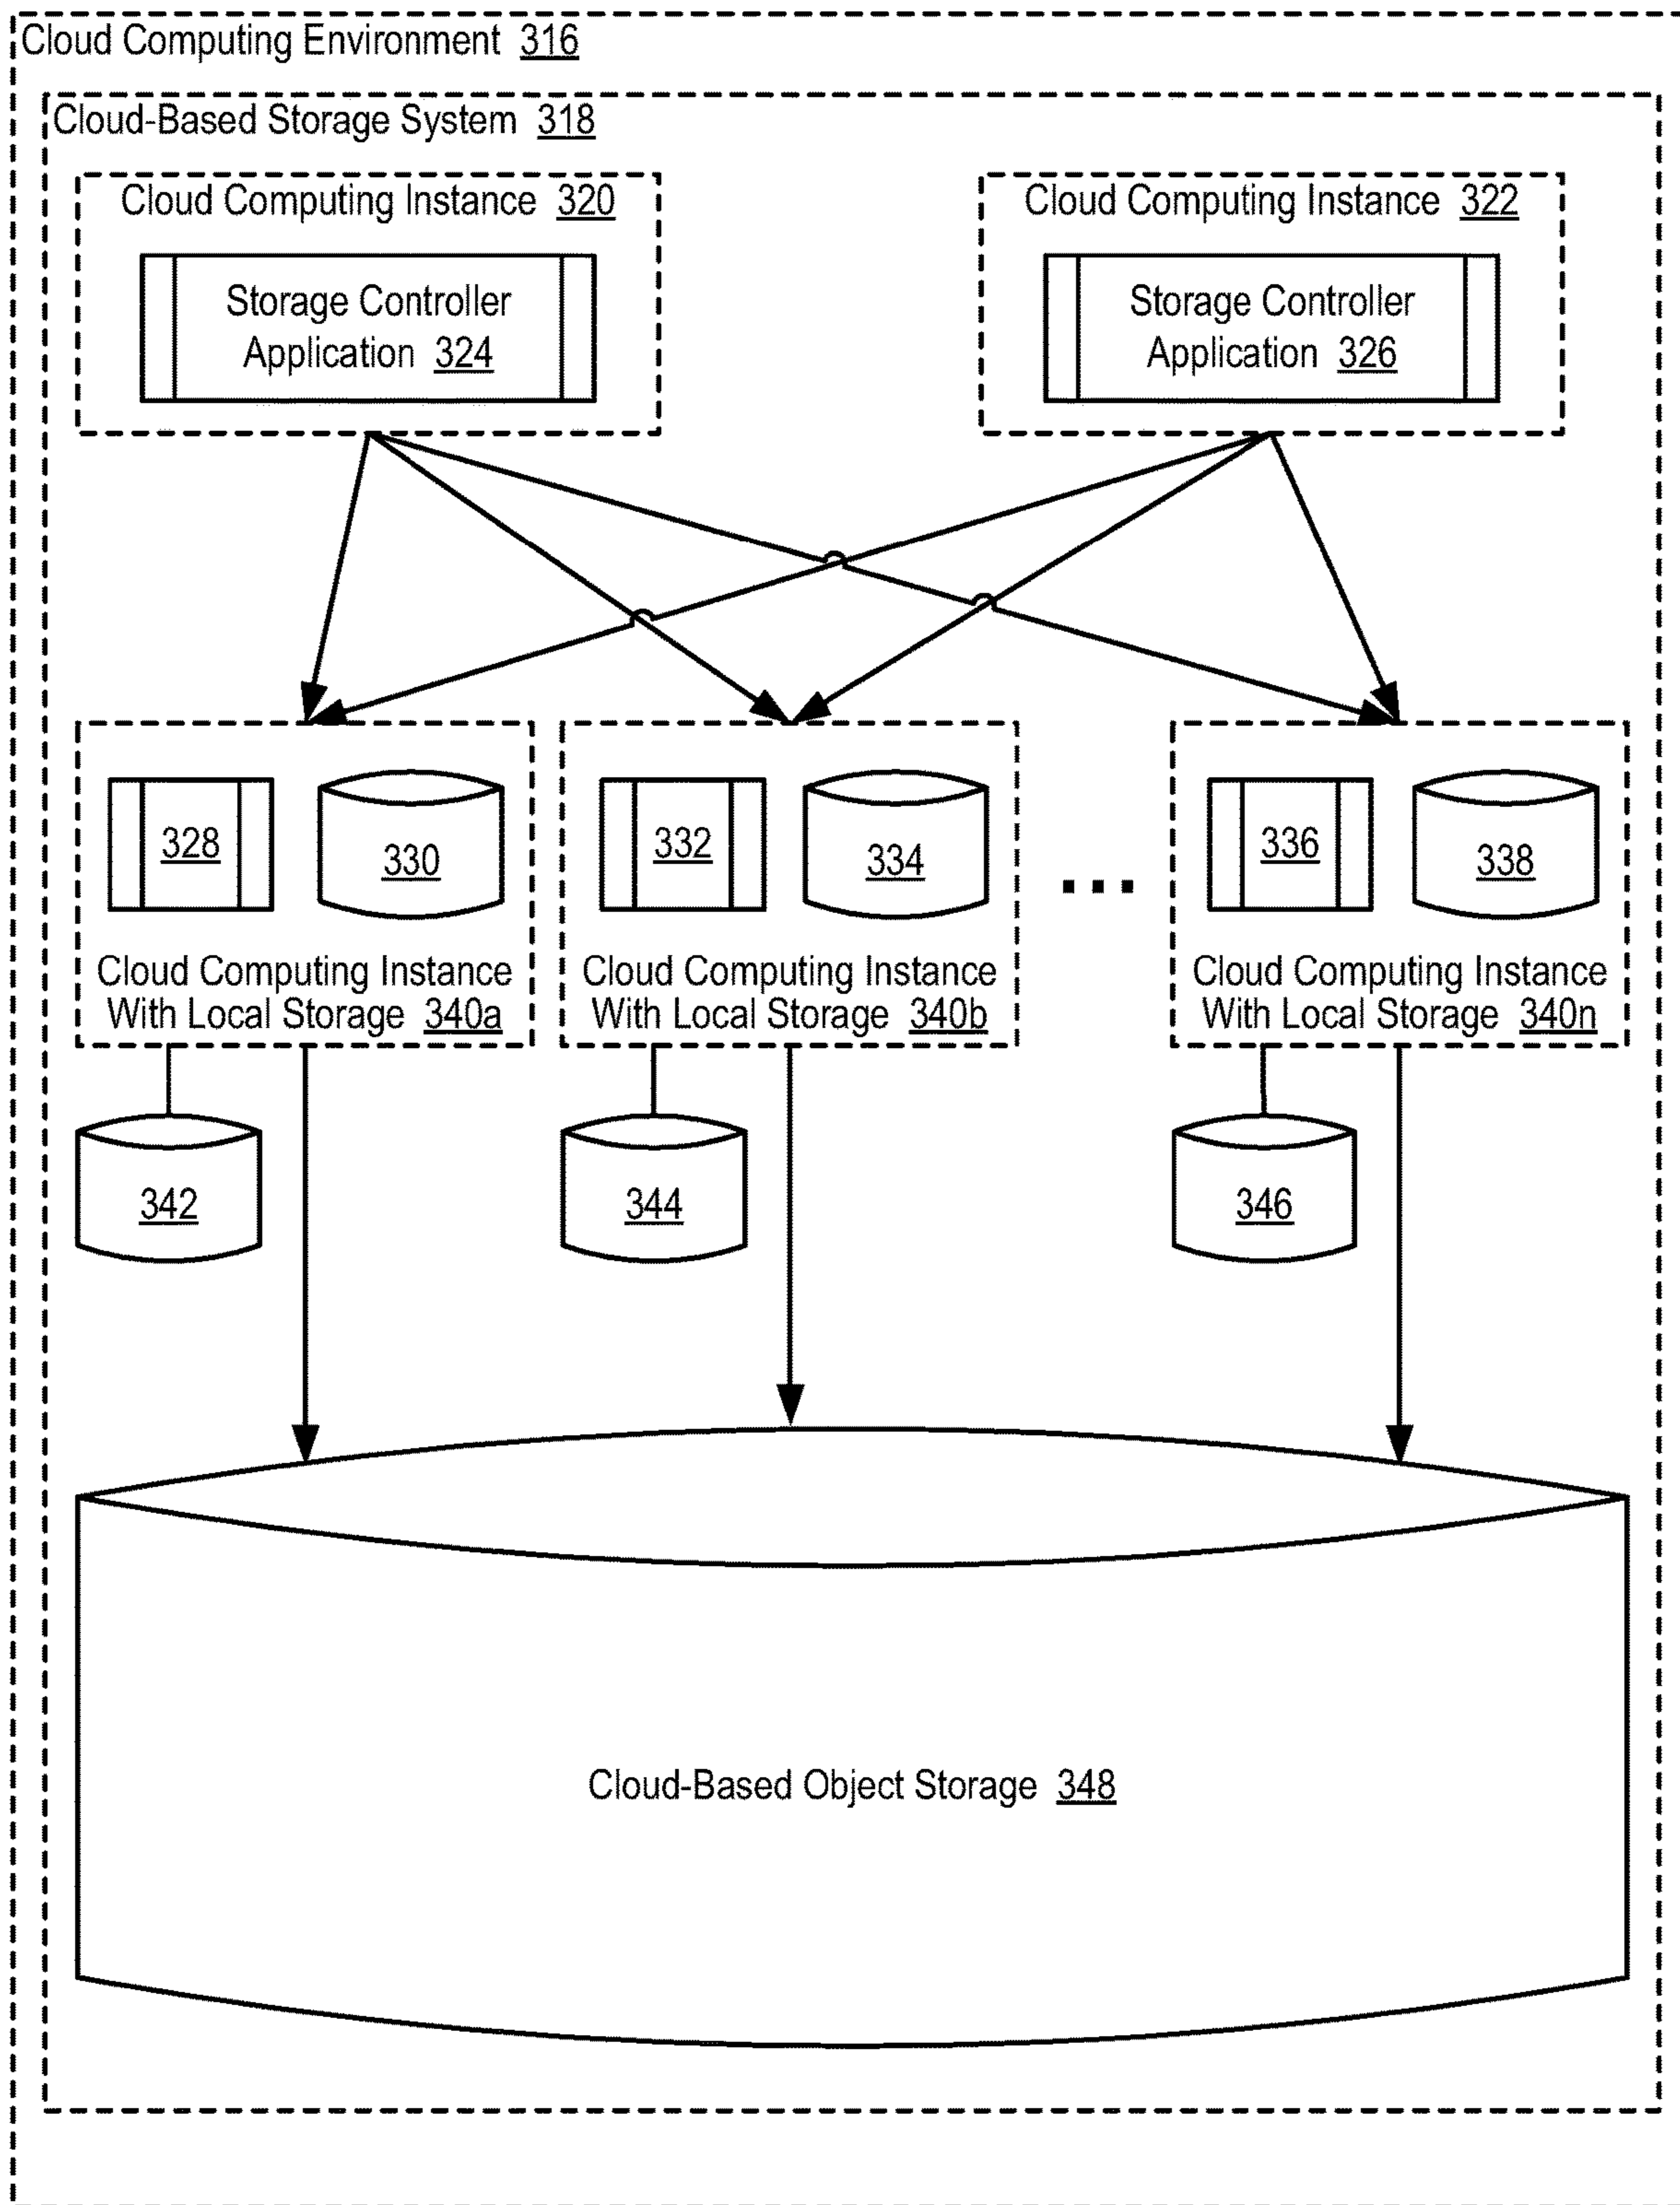 Cloud Computing Environment 316
Cloud-Based Storage System 318
Cloud Computing Instance 320
Storage Controller
Application 324
Cloud Computing Instance 322
Storage Controller
Application 326
328
330
Cloud Computing Instance
With Local Storage 340a
332
334
Cloud Computing Instance
With Local Storage 340b
...
336
338
Cloud Computing Instance
With Local Storage 340n
342
344
346
Cloud-Based Object Storage 348